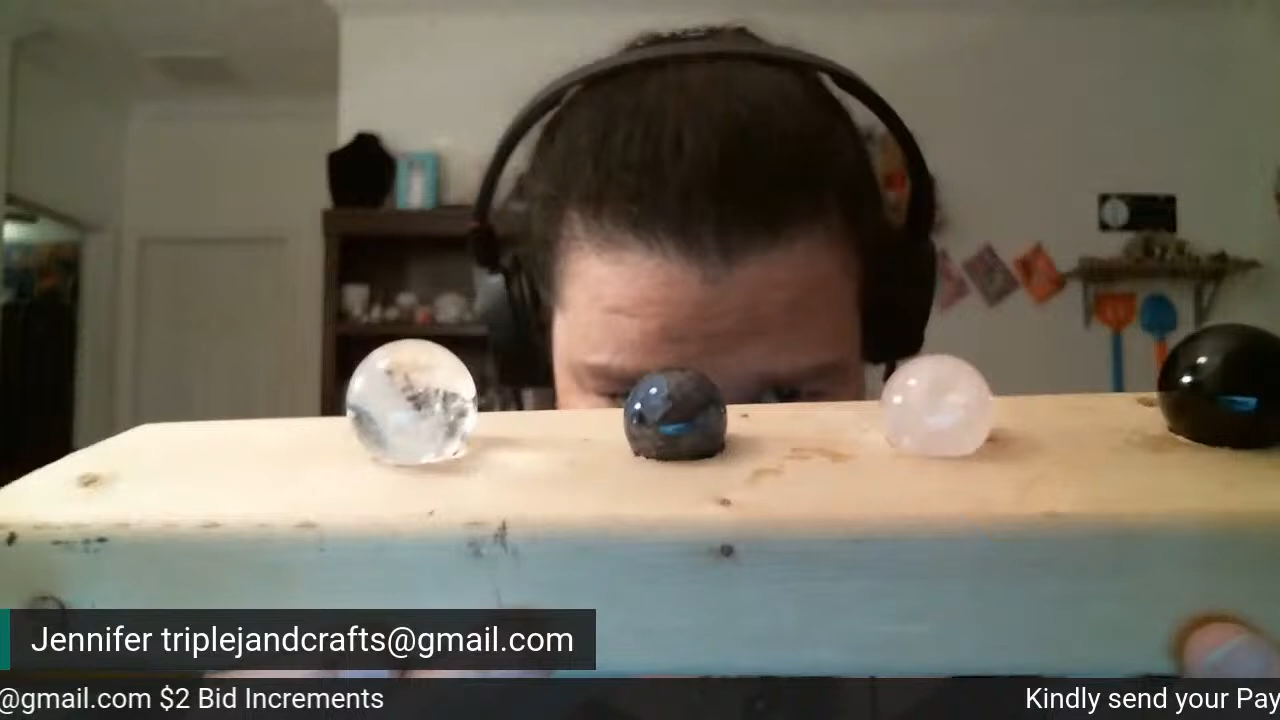 Jennifer triplejandcrafts@gmail.com
@gmail.com $2 Bid Increments
Kindly send your Pay